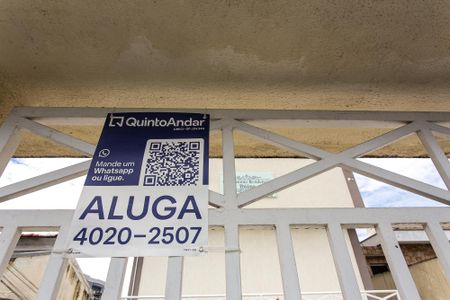 QuintoAndar
Mande um
Whatsapp
ou ligue.
ALUGA
4020-2507